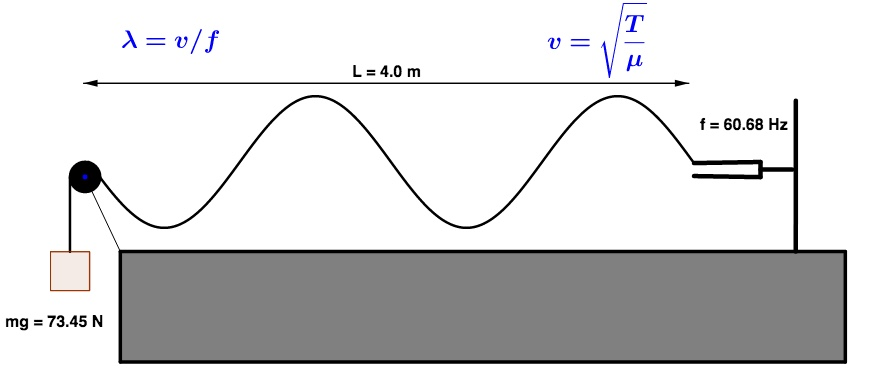 λ = v/f
v = √(T/μ)
L = 4.0 m
f = 60.68 Hz
mg = 73.45 N